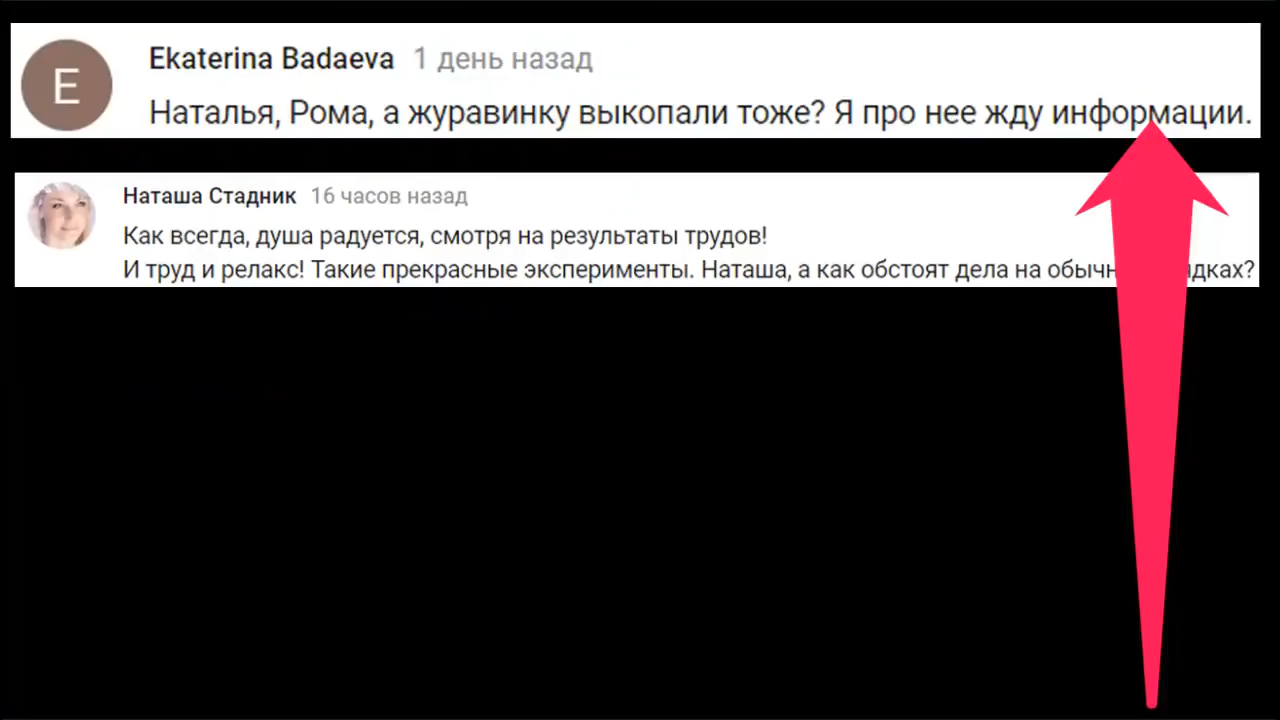 E
Ekaterina Badaeva 1 день назад
Наталья, Рома, а журавинку выкопали тоже? Я про нее жду информации.
Наташа Стадник 16 часов назад
Как всегда, душа радуется, смотря на результаты трудов!
И труд и релакс! Такие прекрасные эксперименты. Наташа, а как обстоят дела на